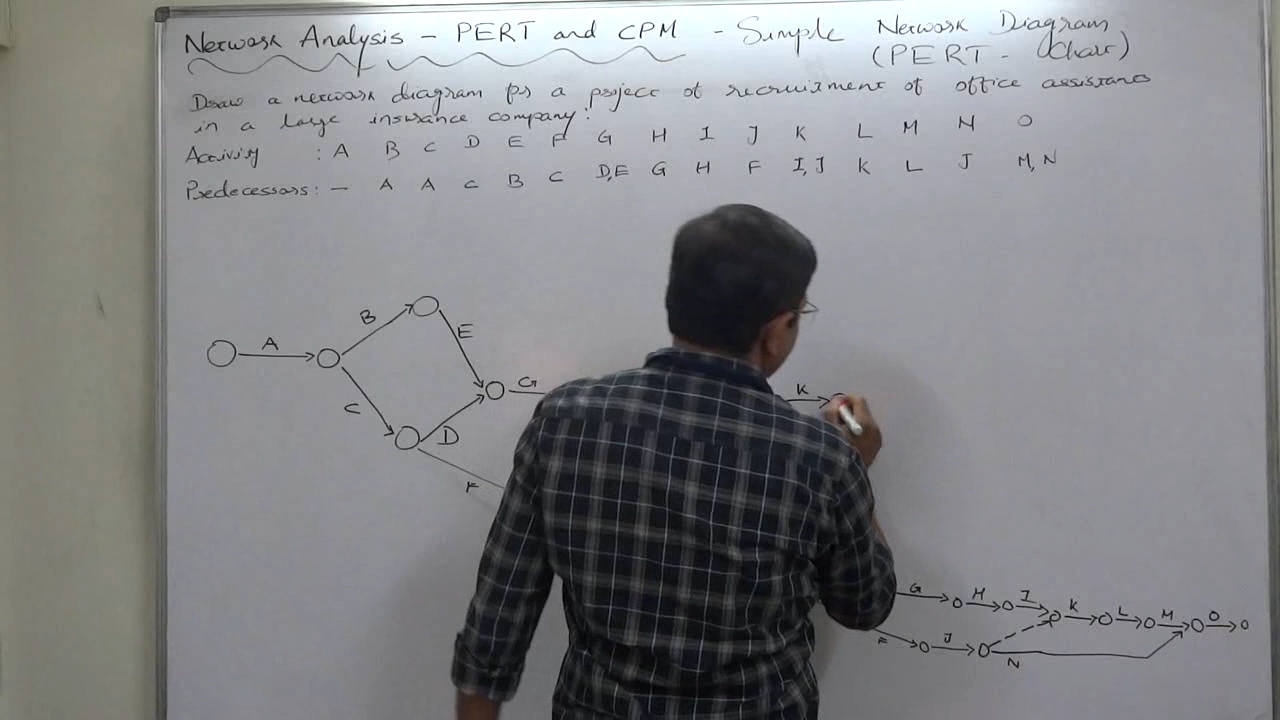 Network Analysis - PERT and CPM - Simple Network Diagram
(PERT - Chart)
Draw a network diagram for a project of recruitment of office assistants
in a large insurance company:
Activity : A B C D E F G H I J K L M N O
Predecessors: - A A C B C D,E G H F I,J K L J M,N
A
B
E
C
D
G
F
K
G H I K L M O
F J
N